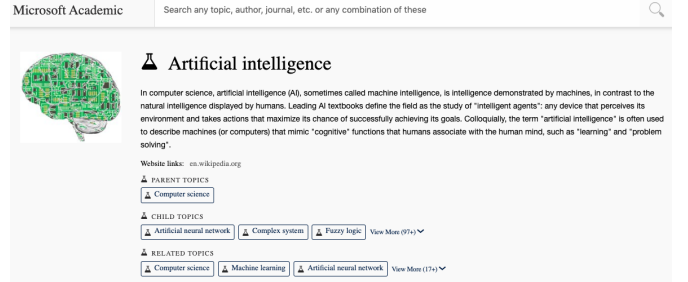 Microsoft Academic
Search any topic, author, journal, etc. or any combination of these
Artificial intelligence
In computer science, artificial intelligence (AI), sometimes called machine intelligence, is intelligence demonstrated by machines, in contrast to the
natural intelligence displayed by humans. Leading AI textbooks define the field as the study of "intelligent agents": any device that perceives its
environment and takes actions that maximize its chance of successfully achieving its goals. Colloquially, the term "artificial intelligence" is often used
to describe machines (or computers) that mimic "cognitive" functions that humans associate with the human mind, such as "learning" and "problem
solving".
Website links: en.wikipedia.org
PARENT TOPICS
Computer science
CHILD TOPICS
Artificial neural network Complex system Fuzzy logic View More (97+)
RELATED TOPICS
Computer science Machine learning Artificial neural network View More (17+)